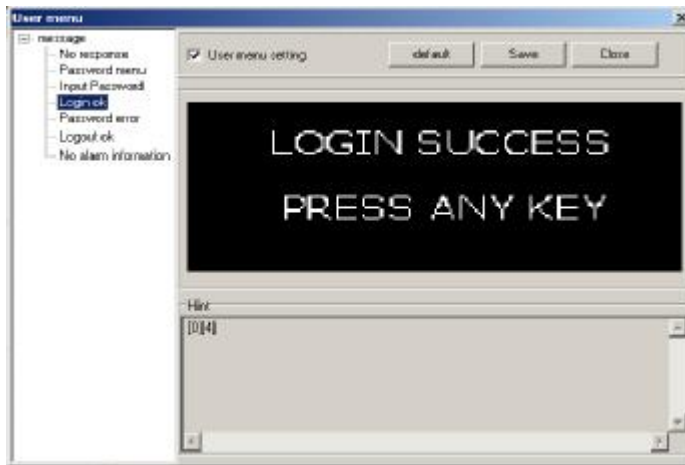 User menu
message
No response
Password menu
Input Password
Login ok
Password error
Logout ok
No alarm information
User menu setting
default
Save
Close
LOGIN SUCCESS
PRESS ANY KEY
Hint
[0][4]